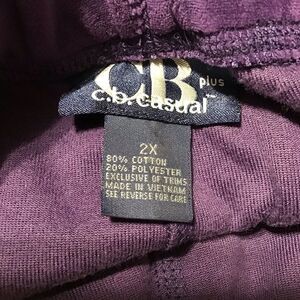 CB plus
c.b. casual
2X
80% COTTON
20% POLYESTER
EXCLUSIVE OF TRIMS
MADE IN VIETNAM
SEE REVERSE FOR CARE